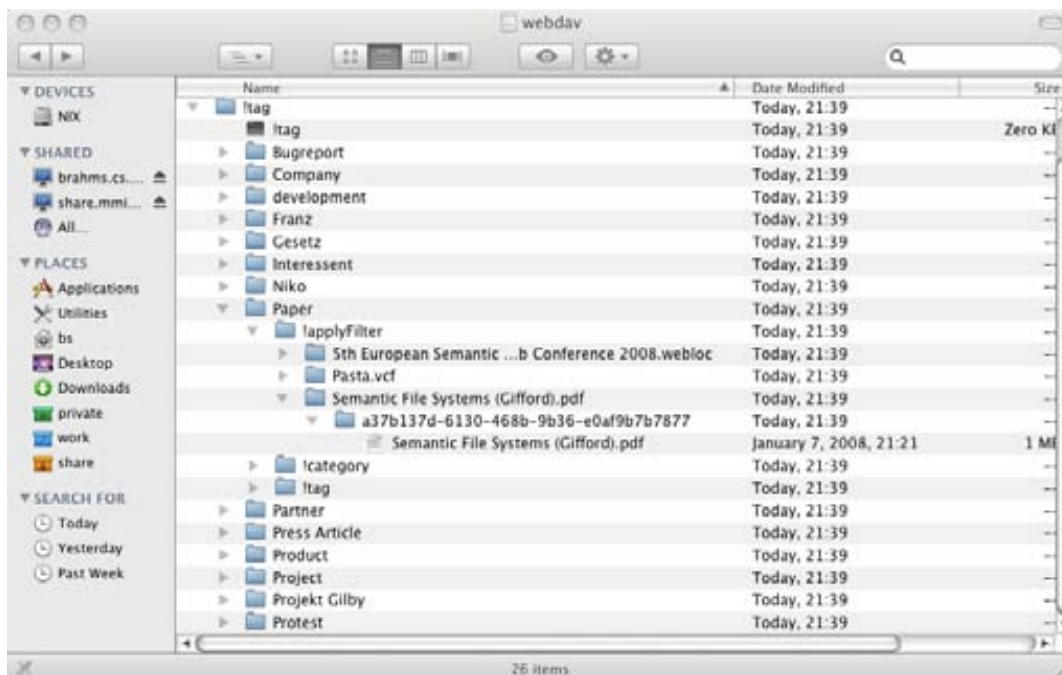 webdav
DEVICES
NIX
SHARED
brahms.cs....
share.mmi...
All...
PLACES
Applications
Utilities
bs
Desktop
Downloads
private
work
share
SEARCH FOR
Today
Yesterday
Past Week
Name Date Modified Size
!tag Today, 21:39 --
!tag Today, 21:39 Zero KB
Bugreport Today, 21:39 --
Company Today, 21:39 --
development Today, 21:39 --
Franz Today, 21:39 --
Gesetz Today, 21:39 --
Interessent Today, 21:39 --
Niko Today, 21:39 --
Paper Today, 21:39 --
!applyFilter Today, 21:39 --
5th European Semantic ...b Conference 2008.webloc Today, 21:39 --
Pasta.vcf Today, 21:39 --
Semantic File Systems (Gifford).pdf Today, 21:39 --
a37b137d-6130-468b-9b36-e0af9b7b7877 Today, 21:39 --
Semantic File Systems (Gifford).pdf January 7, 2008, 21:21 1 MB
!category Today, 21:39 --
!tag Today, 21:39 --
Partner Today, 21:39 --
Press Article Today, 21:39 --
Product Today, 21:39 --
Project Today, 21:39 --
Projekt Gilby Today, 21:39 --
Protest Today, 21:39 --
26 items